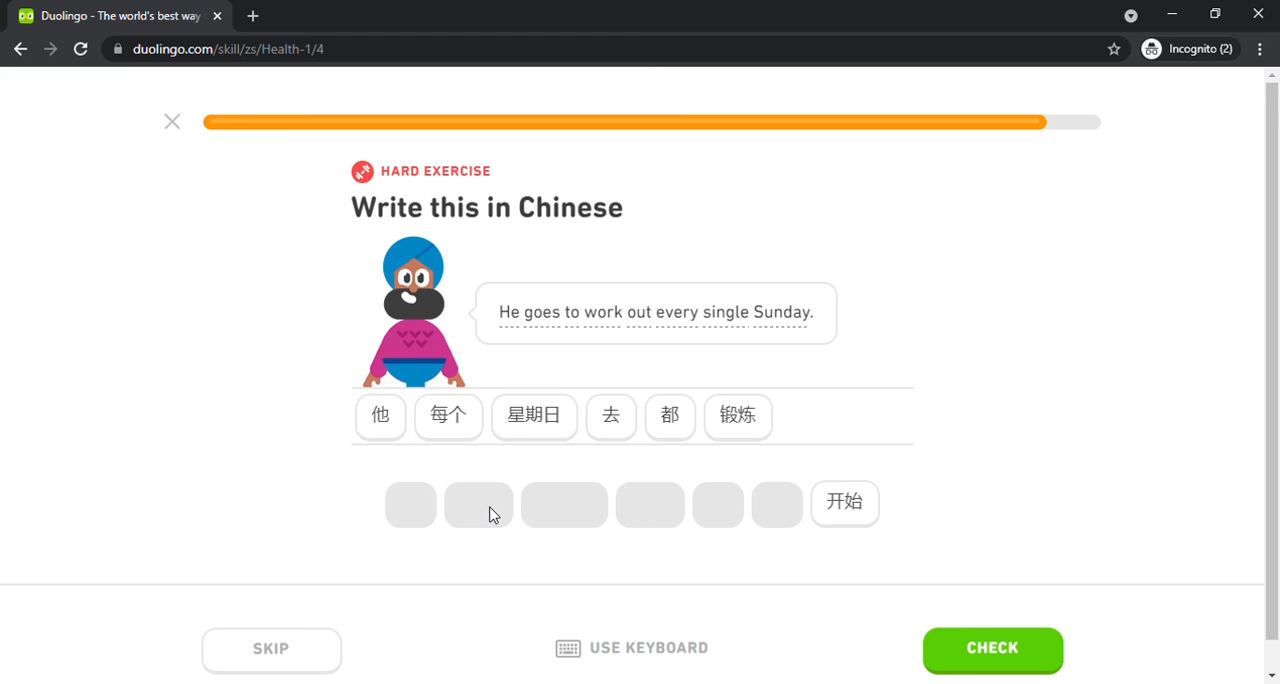 Duolingo - The world's best way
duolingo.com/skill/zs/Health-1/4
Incognito (2)
HARD EXERCISE
Write this in Chinese
He goes to work out every single Sunday.
他 每个 星期日 去 都 锻炼
开始
SKIP
USE KEYBOARD
CHECK